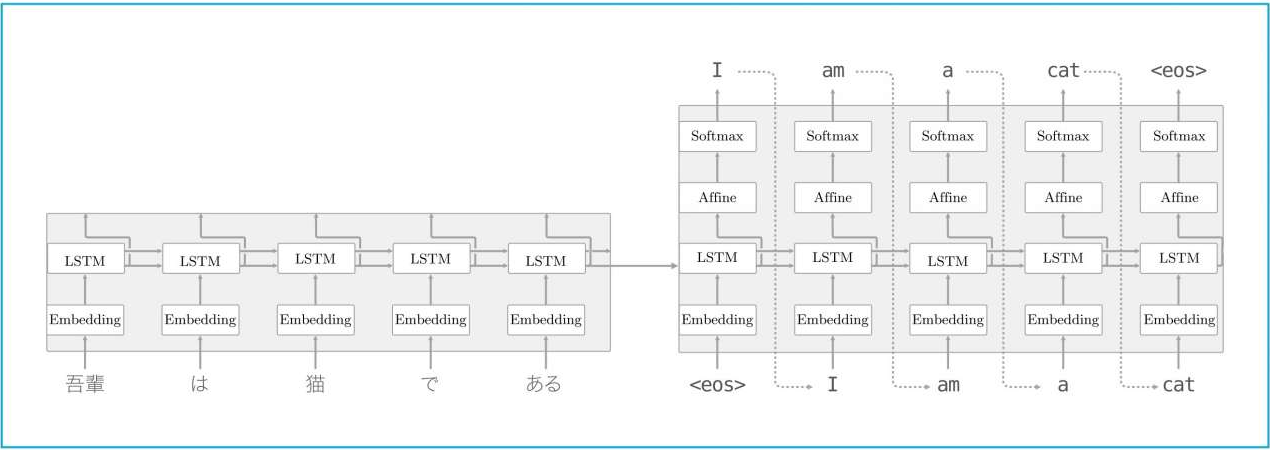 I am a cat <eos>
Softmax Softmax Softmax Softmax Softmax
Affine Affine Affine Affine Affine
LSTM LSTM LSTM LSTM LSTM LSTM LSTM LSTM LSTM LSTM
Embedding Embedding Embedding Embedding Embedding Embedding Embedding Embedding Embedding Embedding
吾輩 は 猫 で ある <eos> I am a cat